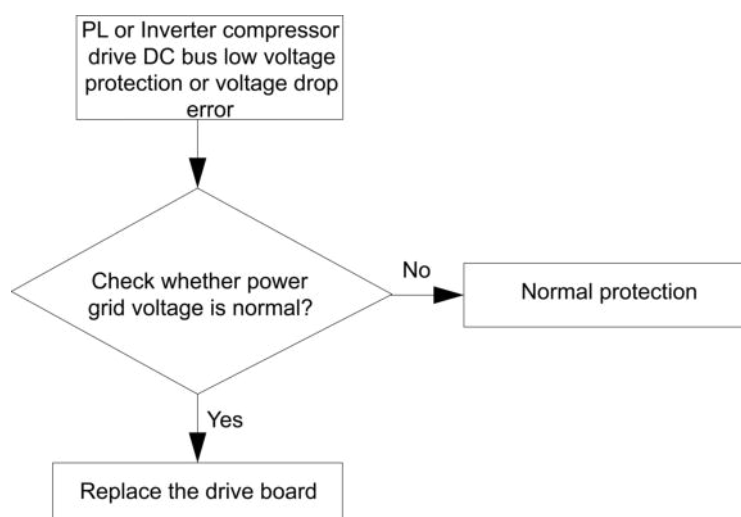 PL or Inverter compressor
drive DC bus low voltage
protection or voltage drop
error
Check whether power
grid voltage is normal?
No
Normal protection
Yes
Replace the drive board